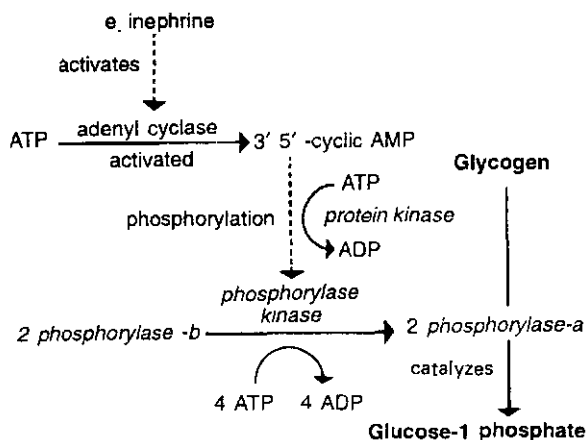 e. inephrine
activates
ATP
adenyl cyclase
activated
3' 5' -cyclic AMP
Glycogen
phosphorylation
ATP
protein kinase
ADP
phosphorylase
kinase
2 phosphorylase -b
2 phosphorylase-a
catalyzes
4 ATP
4 ADP
Glucose-1 phosphate